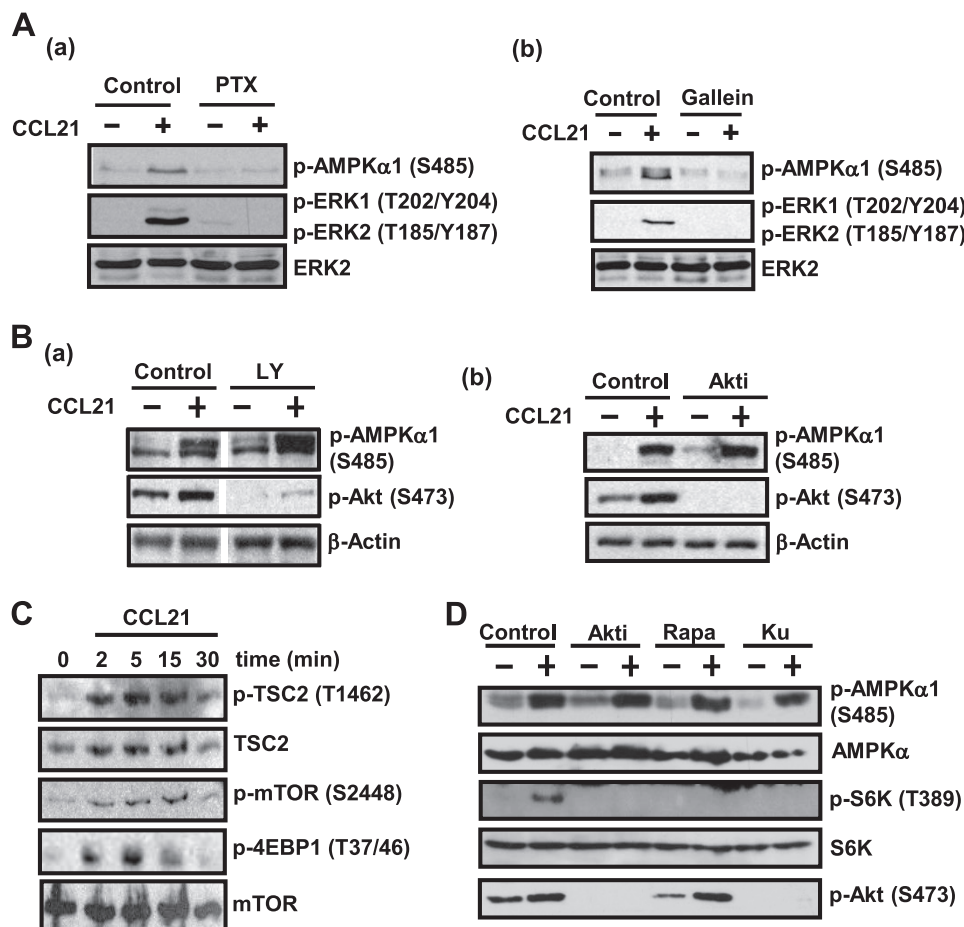 A
(a)
Control PTX
CCL21 – + – +
p-AMPKα1 (S485)
p-ERK1 (T202/Y204)
p-ERK2 (T185/Y187)
ERK2
(b)
Control Gallein
CCL21 – + – +
p-AMPKα1 (S485)
p-ERK1 (T202/Y204)
p-ERK2 (T185/Y187)
ERK2
B
(a)
Control LY
CCL21 – + – +
p-AMPKα1
(S485)
p-Akt (S473)
β-Actin
(b)
Control Akti
CCL21 – + – +
p-AMPKα1
(S485)
p-Akt (S473)
β-Actin
C
CCL21
0 2 5 15 30 time (min)
p-TSC2 (T1462)
TSC2
p-mTOR (S2448)
p-4EBP1 (T37/46)
mTOR
D
Control Akti Rapa Ku
– + – + – + – +
p-AMPKα1
(S485)
AMPKα
p-S6K (T389)
S6K
p-Akt (S473)